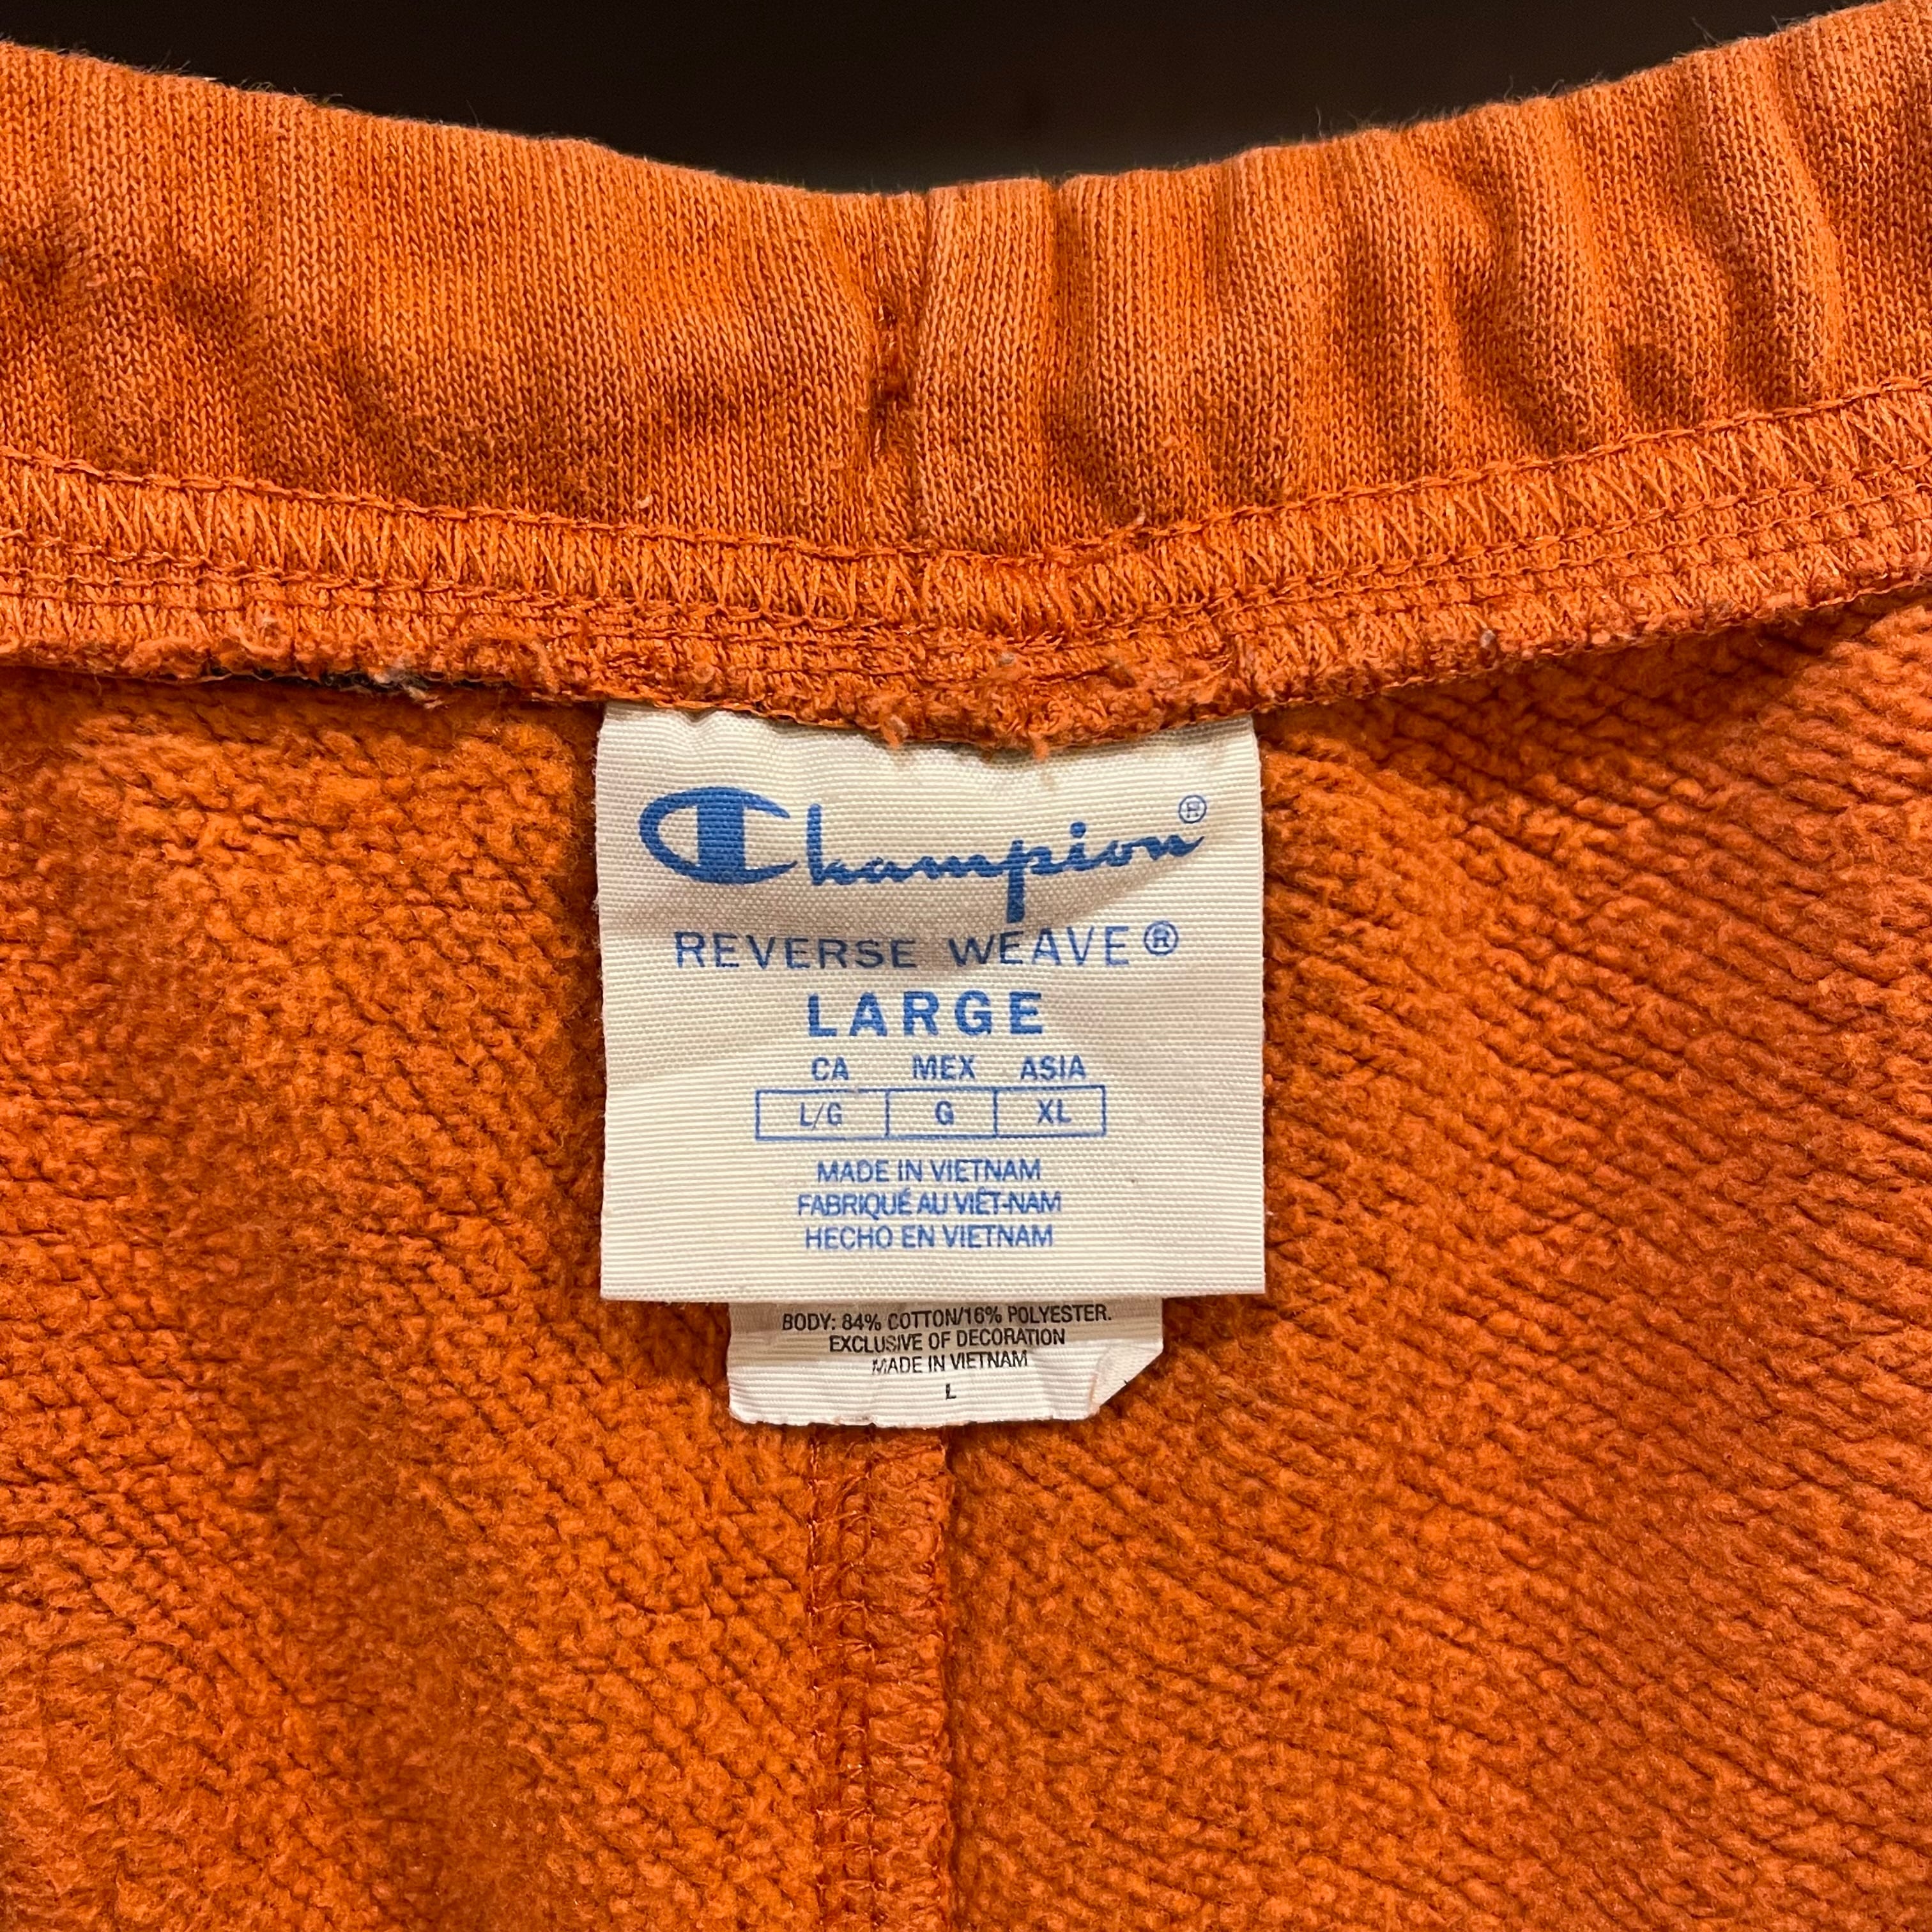 Champion®
REVERSE WEAVE®
LARGE
CA MEX ASIA
L/G G XL
MADE IN VIETNAM
FABRIQUÉ AU VIÊT-NAM
HECHO EN VIETNAM
BODY: 84% COTTON/16% POLYESTER.
EXCLUSIVE OF DECORATION
MADE IN VIETNAM
L